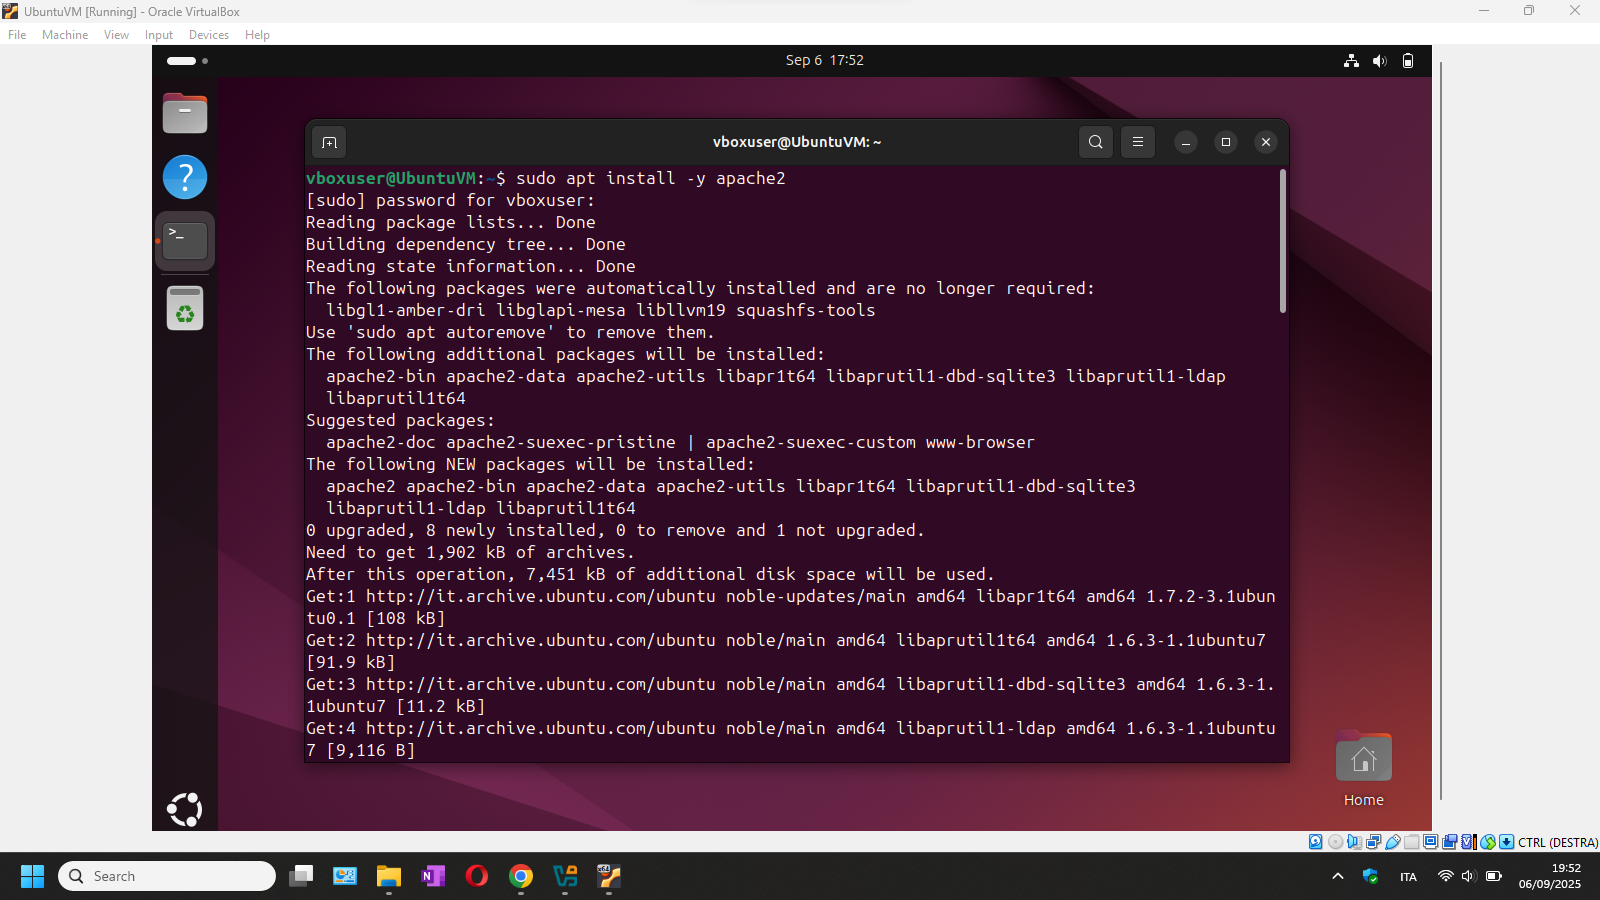 UbuntuVM [Running] - Oracle VirtualBox
File Machine View Input Devices Help
Sep 6 17:52
vboxuser@UbuntuVM: ~
vboxuser@UbuntuVM:~$ sudo apt install -y apache2
[sudo] password for vboxuser:
Reading package lists... Done
Building dependency tree... Done
Reading state information... Done
The following packages were automatically installed and are no longer required:
libgl1-amber-dri libglapi-mesa libllvm19 squashfs-tools
Use 'sudo apt autoremove' to remove them.
The following additional packages will be installed:
apache2-bin apache2-data apache2-utils libapr1t64 libaprutil1-dbd-sqlite3 libaprutil1-ldap
libaprutil1t64
Suggested packages:
apache2-doc apache2-suexec-pristine | apache2-suexec-custom www-browser
The following NEW packages will be installed:
apache2 apache2-bin apache2-data apache2-utils libapr1t64 libaprutil1-dbd-sqlite3
libaprutil1-ldap libaprutil1t64
0 upgraded, 8 newly installed, 0 to remove and 1 not upgraded.
Need to get 1,902 kB of archives.
After this operation, 7,451 kB of additional disk space will be used.
Get:1 http://it.archive.ubuntu.com/ubuntu noble-updates/main amd64 libapr1t64 amd64 1.7.2-3.1ubun
tu0.1 [108 kB]
Get:2 http://it.archive.ubuntu.com/ubuntu noble/main amd64 libaprutil1t64 amd64 1.6.3-1.1ubuntu7
[91.9 kB]
Get:3 http://it.archive.ubuntu.com/ubuntu noble/main amd64 libaprutil1-dbd-sqlite3 amd64 1.6.3-1.
1ubuntu7 [11.2 kB]
Get:4 http://it.archive.ubuntu.com/ubuntu noble/main amd64 libaprutil1-ldap amd64 1.6.3-1.1ubuntu
7 [9,116 B]
Home
CTRL (DESTRA)
Search
ITA
19:52
06/09/2025